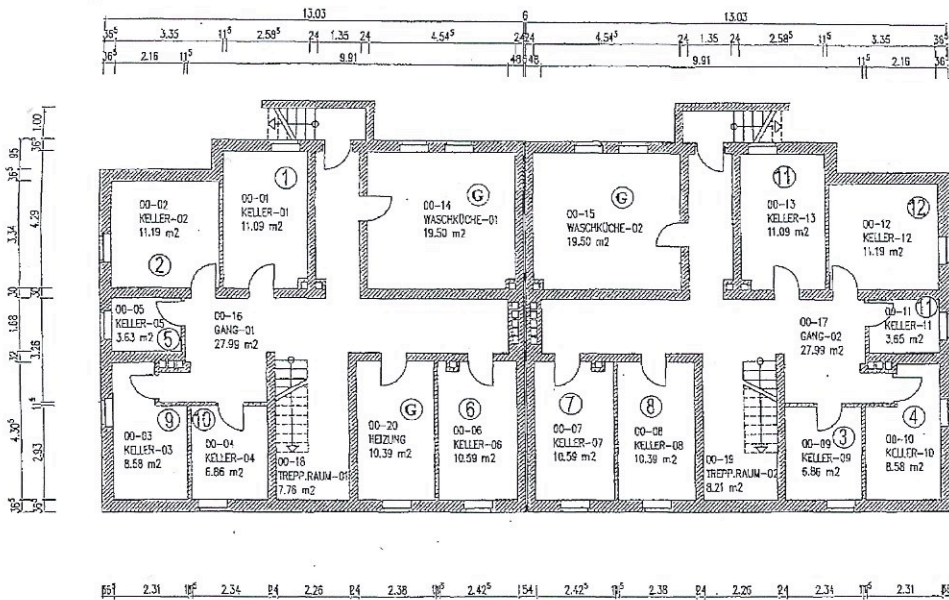 13.03 6 13.03
36⁵ 3.35 11⁵ 2.58⁵ 24 1.35 24 4.54⁵ 24 24 4.54⁵ 24 1.35 24 2.58⁵ 11⁵ 3.35 36⁵
36⁵ 2.16 11⁵ 9.91 48 6 48 9.91 11⁵ 2.16 36⁵
1.00
95 36⁵
36⁵
4.29
3.34
30 30
1.68
3.26
12
11⁵
4.30⁵
2.93
36⁵ 36⁵
1
00-01
KELLER-01
11.09 m2
00-02
KELLER-02
11.19 m2
2
G
00-14
WASCHKÜCHE-01
19.50 m2
G
00-15
WASCHKÜCHE-02
19.50 m2
11
00-13
KELLER-13
11.09 m2
12
00-12
KELLER-12
11.19 m2
00-05
KELLER-05
3.63 m2
5
00-16
GANG-01
27.99 m2
00-17
GANG-02
27.99 m2
11
00-11
KELLER-11
3.65 m2
9
00-03
KELLER-03
8.58 m2
10
00-04
KELLER-04
6.86 m2
00-18
TREPP.RAUM-01
7.76 m2
G
00-20
HEIZUNG
10.39 m2
6
00-06
KELLER-06
10.59 m2
7
00-07
KELLER-07
10.59 m2
8
00-08
KELLER-08
10.39 m2
00-19
TREPP.RAUM-02
8.21 m2
3
00-09
KELLER-09
6.86 m2
4
00-10
KELLER-10
8.58 m2
36⁵ 2.31 11⁵ 2.34 24 2.26 24 2.38 11⁵ 2.42⁵ 54 2.42⁵ 11⁵ 2.38 24 2.26 24 2.34 11⁵ 2.31